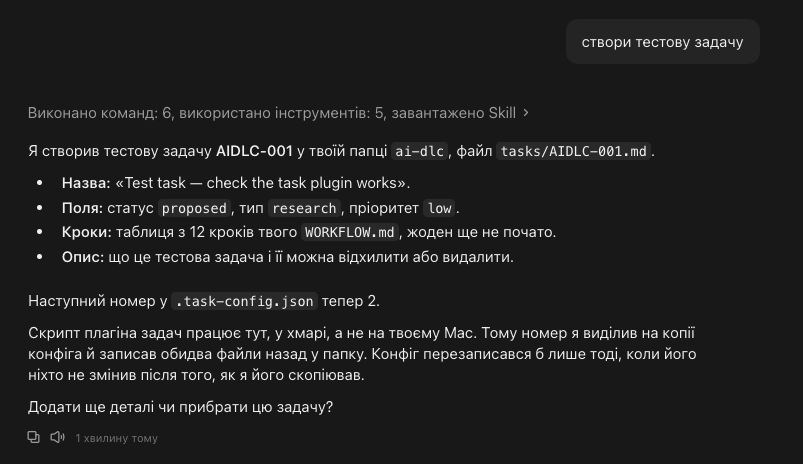 створи тестову задачу
Виконано команд: 6, використано інструментів: 5, завантажено Skill >
Я створив тестову задачу AIDLC-001 у твоїй папці ai-dlc, файл tasks/AIDLC-001.md.
• Назва: «Test task — check the task plugin works».
• Поля: статус proposed, тип research, пріоритет low.
• Кроки: таблиця з 12 кроків твого WORKFLOW.md, жоден ще не почато.
• Опис: що це тестова задача і її можна відхилити або видалити.
Наступний номер у .task-config.json тепер 2.
Скрипт плагіна задач працює тут, у хмарі, а не на твоєму Mac. Тому номер я виділив на копії
конфіга й записав обидва файли назад у папку. Конфіг перезаписався б лише тоді, коли його
ніхто не змінив після того, як я його скопіював.
Додати ще деталі чи прибрати цю задачу?
1 хвилину тому